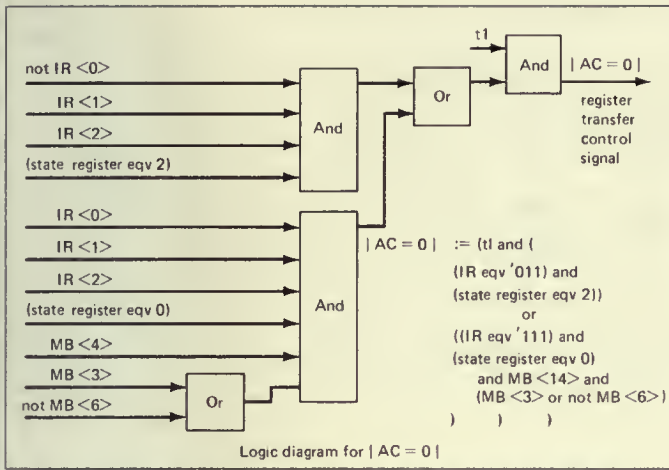 t1
not IR <0>
And
| AC = 0 |
IR <1>
Or
IR <2>
And
register
transfer
control
signal
(state register eqv 2)
IR <0>
IR <1>
| AC = 0 | := (tI and (
IR <2>
And
(IR eqv '011) and
(state register eqv 2))
(state register eqv 0)
or
((IR eqv '111) and
MB <4>
(state register eqv 0)
MB <3>
and MB <14> and
Or
(MB <3> or not MB <6>)
not MB <6>
) ) )
Logic diagram for | AC = 0 |